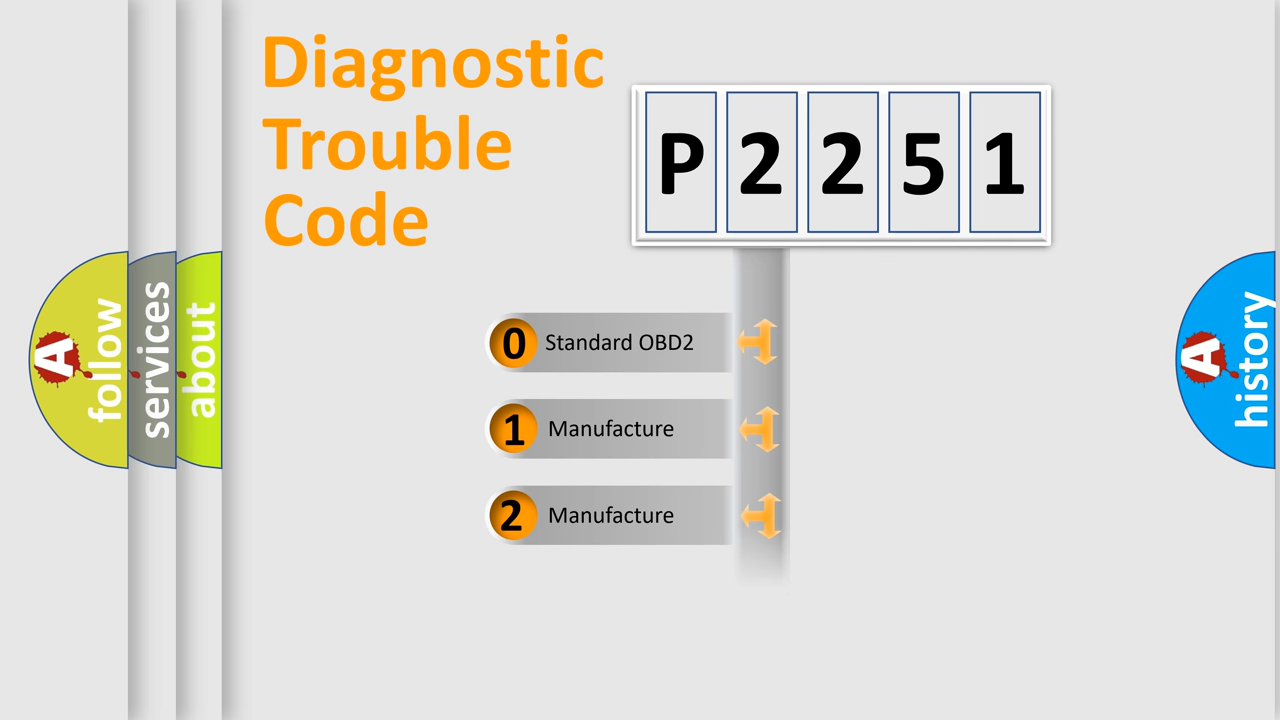 Diagnostic
Trouble
Code
P 2 2 5 1
0 Standard OBD2
1 Manufacture
2 Manufacture
A follow
services
about
A history